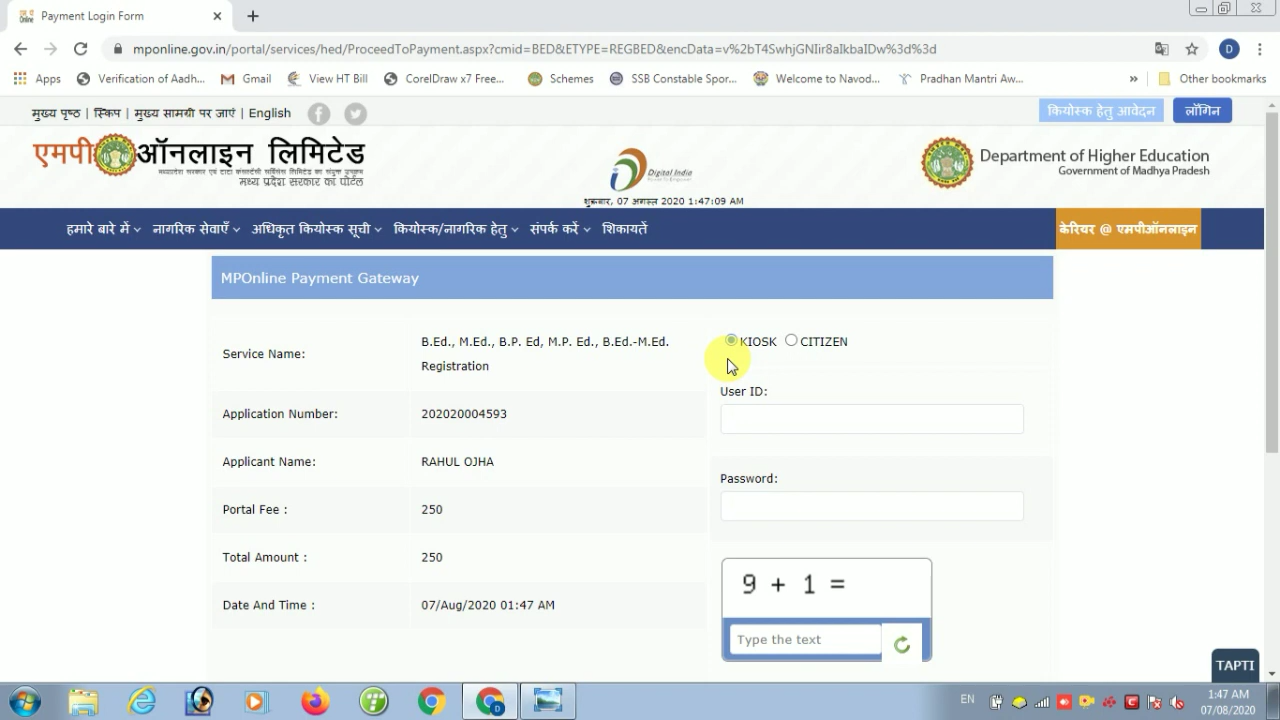 Payment Login Form
mponline.gov.in/portal/services/hed/ProceedToPayment.aspx?cmid=BED&ETYPE=REGBED&encData=v%2bT4SwhjGNIir8aIkbaIDw%3d%3d
Apps Verification of Aadh... Gmail View HT Bill CorelDraw x7 Free... Schemes SSB Constable Spor... Welcome to Navod... Pradhan Mantri Aw... » Other bookmarks
मुख्य पृष्ठ | स्किप | मुख्य सामग्री पर जाएं | English
कियोस्क हेतु आवेदन लॉगिन
एमपी ऑनलाइन लिमिटेड
मध्य प्रदेश सरकार का पोर्टल
Digital India
Department of Higher Education
Government of Madhya Pradesh
शुक्रवार, 07 अगस्त 2020 1:47:09 AM
हमारे बारे में नागरिक सेवाएँ अधिकृत कियोस्क सूची कियोस्क/नागरिक हेतु संपर्क करें शिकायतें केरियर @ एमपीऑनलाइन
MPOnline Payment Gateway
Service Name: B.Ed., M.Ed., B.P. Ed, M.P. Ed., B.Ed.-M.Ed.
Registration
KIOSK CITIZEN
User ID:
Application Number: 202020004593
Applicant Name: RAHUL OJHA
Password:
Portal Fee : 250
Total Amount : 250
9 + 1 =
Date And Time : 07/Aug/2020 01:47 AM
Type the text
TAPTI
EN 1:47 AM
07/08/2020